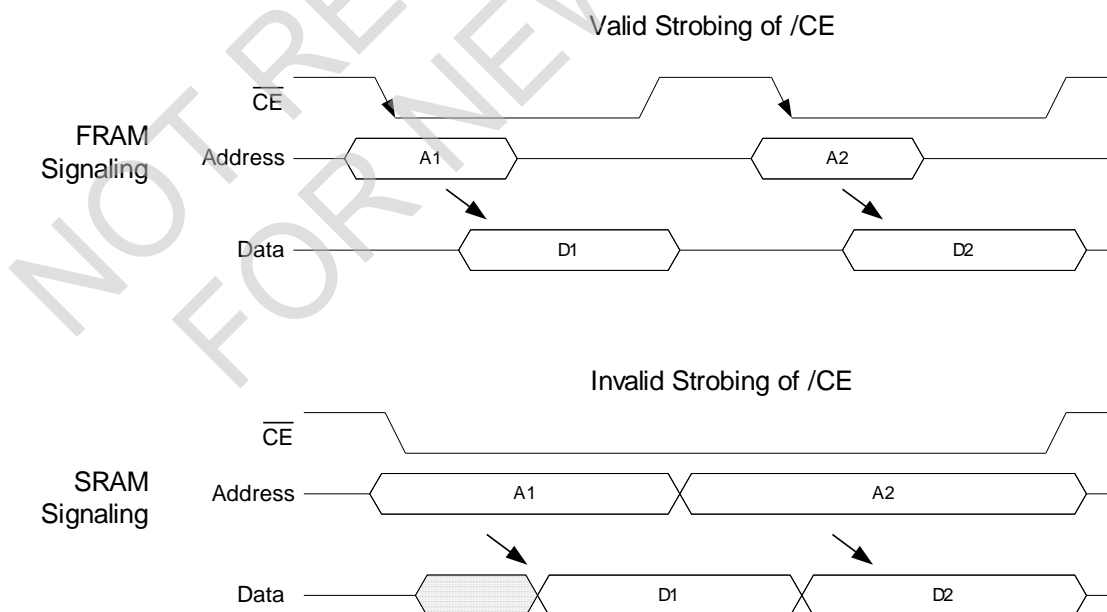 NOT RE
FOR NEW
Valid Strobing of /CE
CE
FRAM
Signaling
Address
A1
A2
Data
D1
D2
Invalid Strobing of /CE
CE
SRAM
Signaling
Address
A1
A2
Data
D1
D2